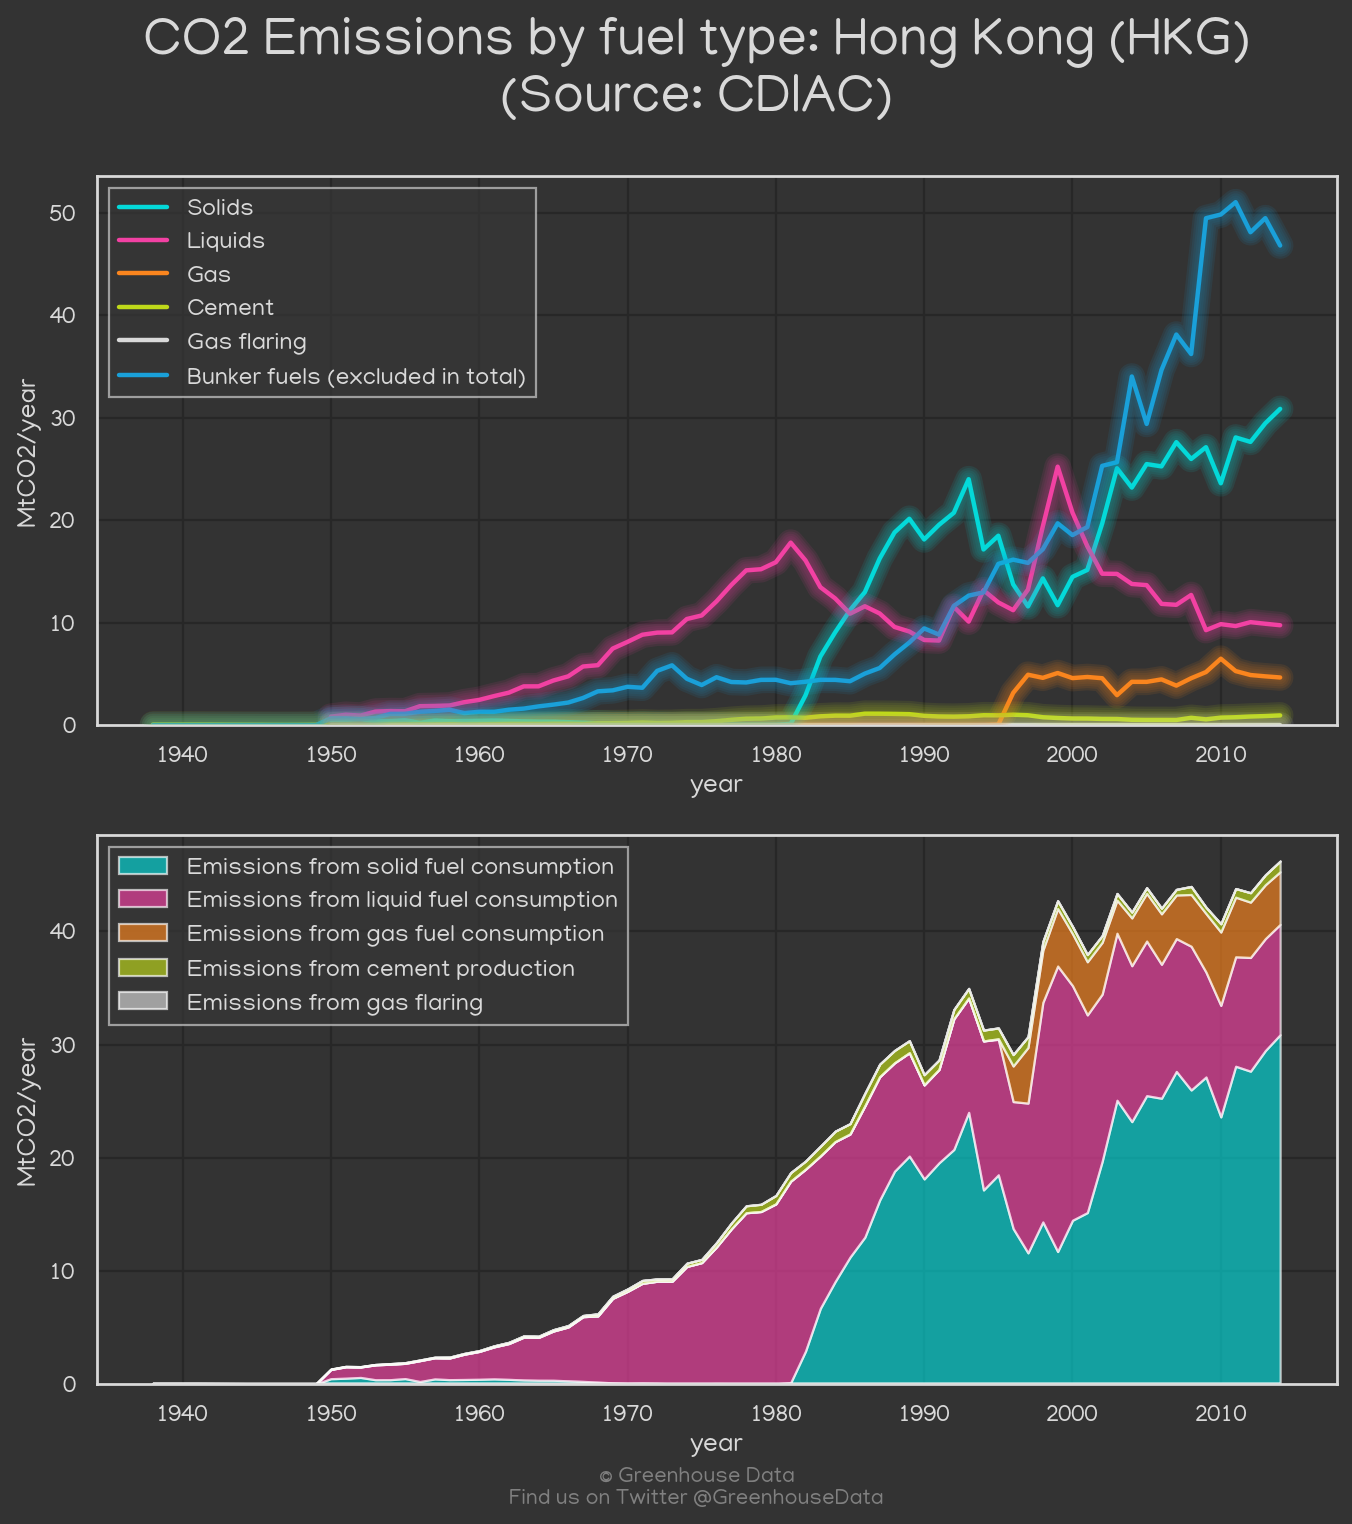 CO2 Emissions by fuel type: Hong Kong (HKG)
(Source: CDIAC)
Solids
Liquids
Gas
Cement
Gas flaring
Bunker fuels (excluded in total)
MtCO2/year
50
40
30
20
10
0
1940 1950 1960 1970 1980 1990 2000 2010
year
Emissions from solid fuel consumption
Emissions from liquid fuel consumption
Emissions from gas fuel consumption
Emissions from cement production
Emissions from gas flaring
MtCO2/year
40
30
20
10
0
1940 1950 1960 1970 1980 1990 2000 2010
year
© Greenhouse Data
Find us on Twitter @GreenhouseData